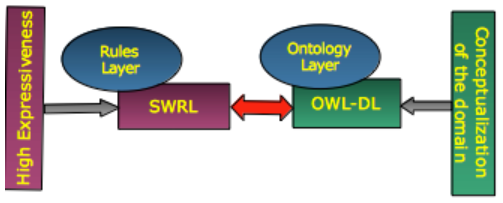 High Expressiveness
Rules
Layer
SWRL
Ontology
Layer
OWL-DL
Conceptualization
of the domain